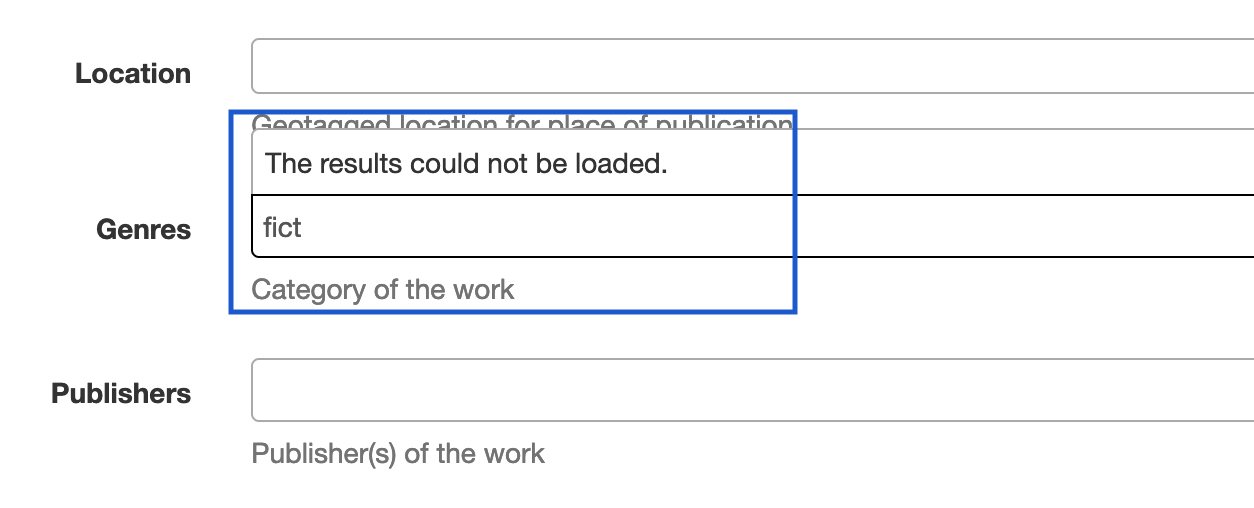 Location
Geotagged location for place of publication
The results could not be loaded.
Genres
fict
Category of the work
Publishers
Publisher(s) of the work